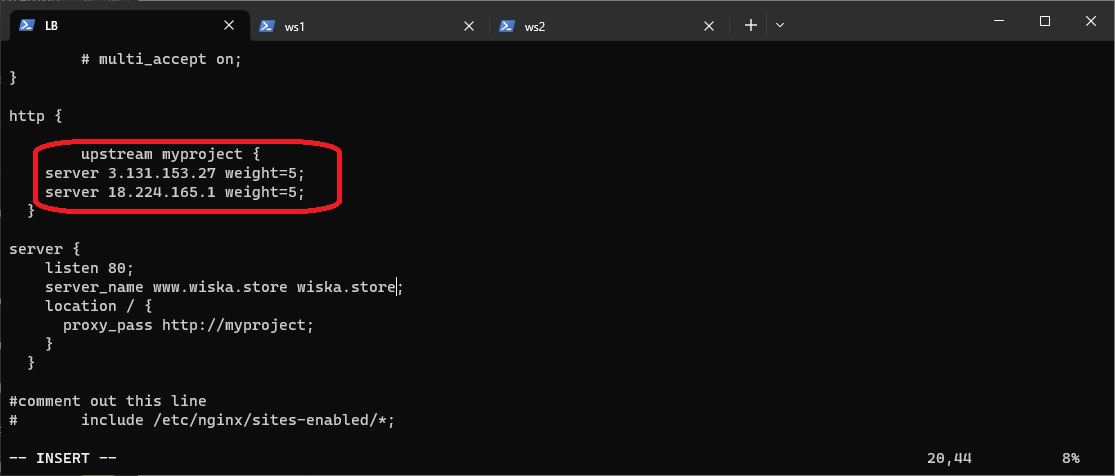 LB ws1 ws2
# multi_accept on;
}
http {
upstream myproject {
server 3.131.153.27 weight=5;
server 18.224.165.1 weight=5;
}
server {
listen 80;
server_name www.wiska.store wiska.store;
location / {
proxy_pass http://myproject;
}
}
#comment out this line
# include /etc/nginx/sites-enabled/*;
-- INSERT -- 20,44 8%